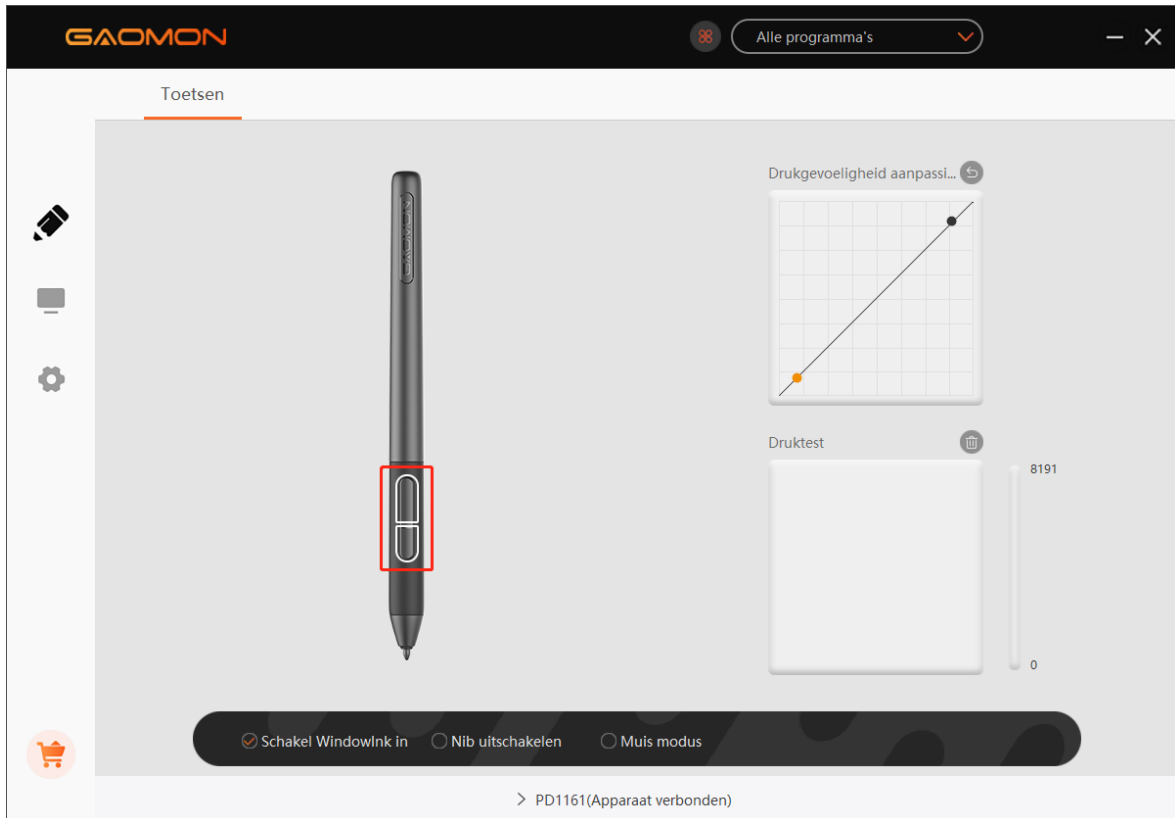 GAOMON
Alle programma's
Toetsen
Drukgevoeligheid aanpassi...
GAOMON
Druktest
8191
0
Schakel WindowInk in
Nib uitschakelen
Muis modus
PD1161(Apparaat verbonden)